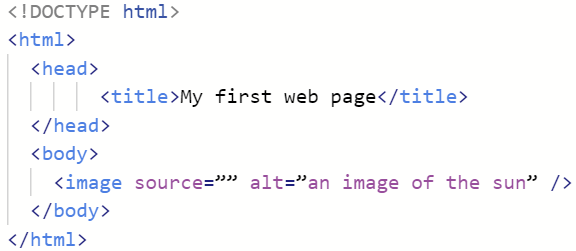 <!DOCTYPE html>
<html>
<head>
<title>My first web page</title>
</head>
<body>
<image source=”” alt=”an image of the sun” />
</body>
</html>